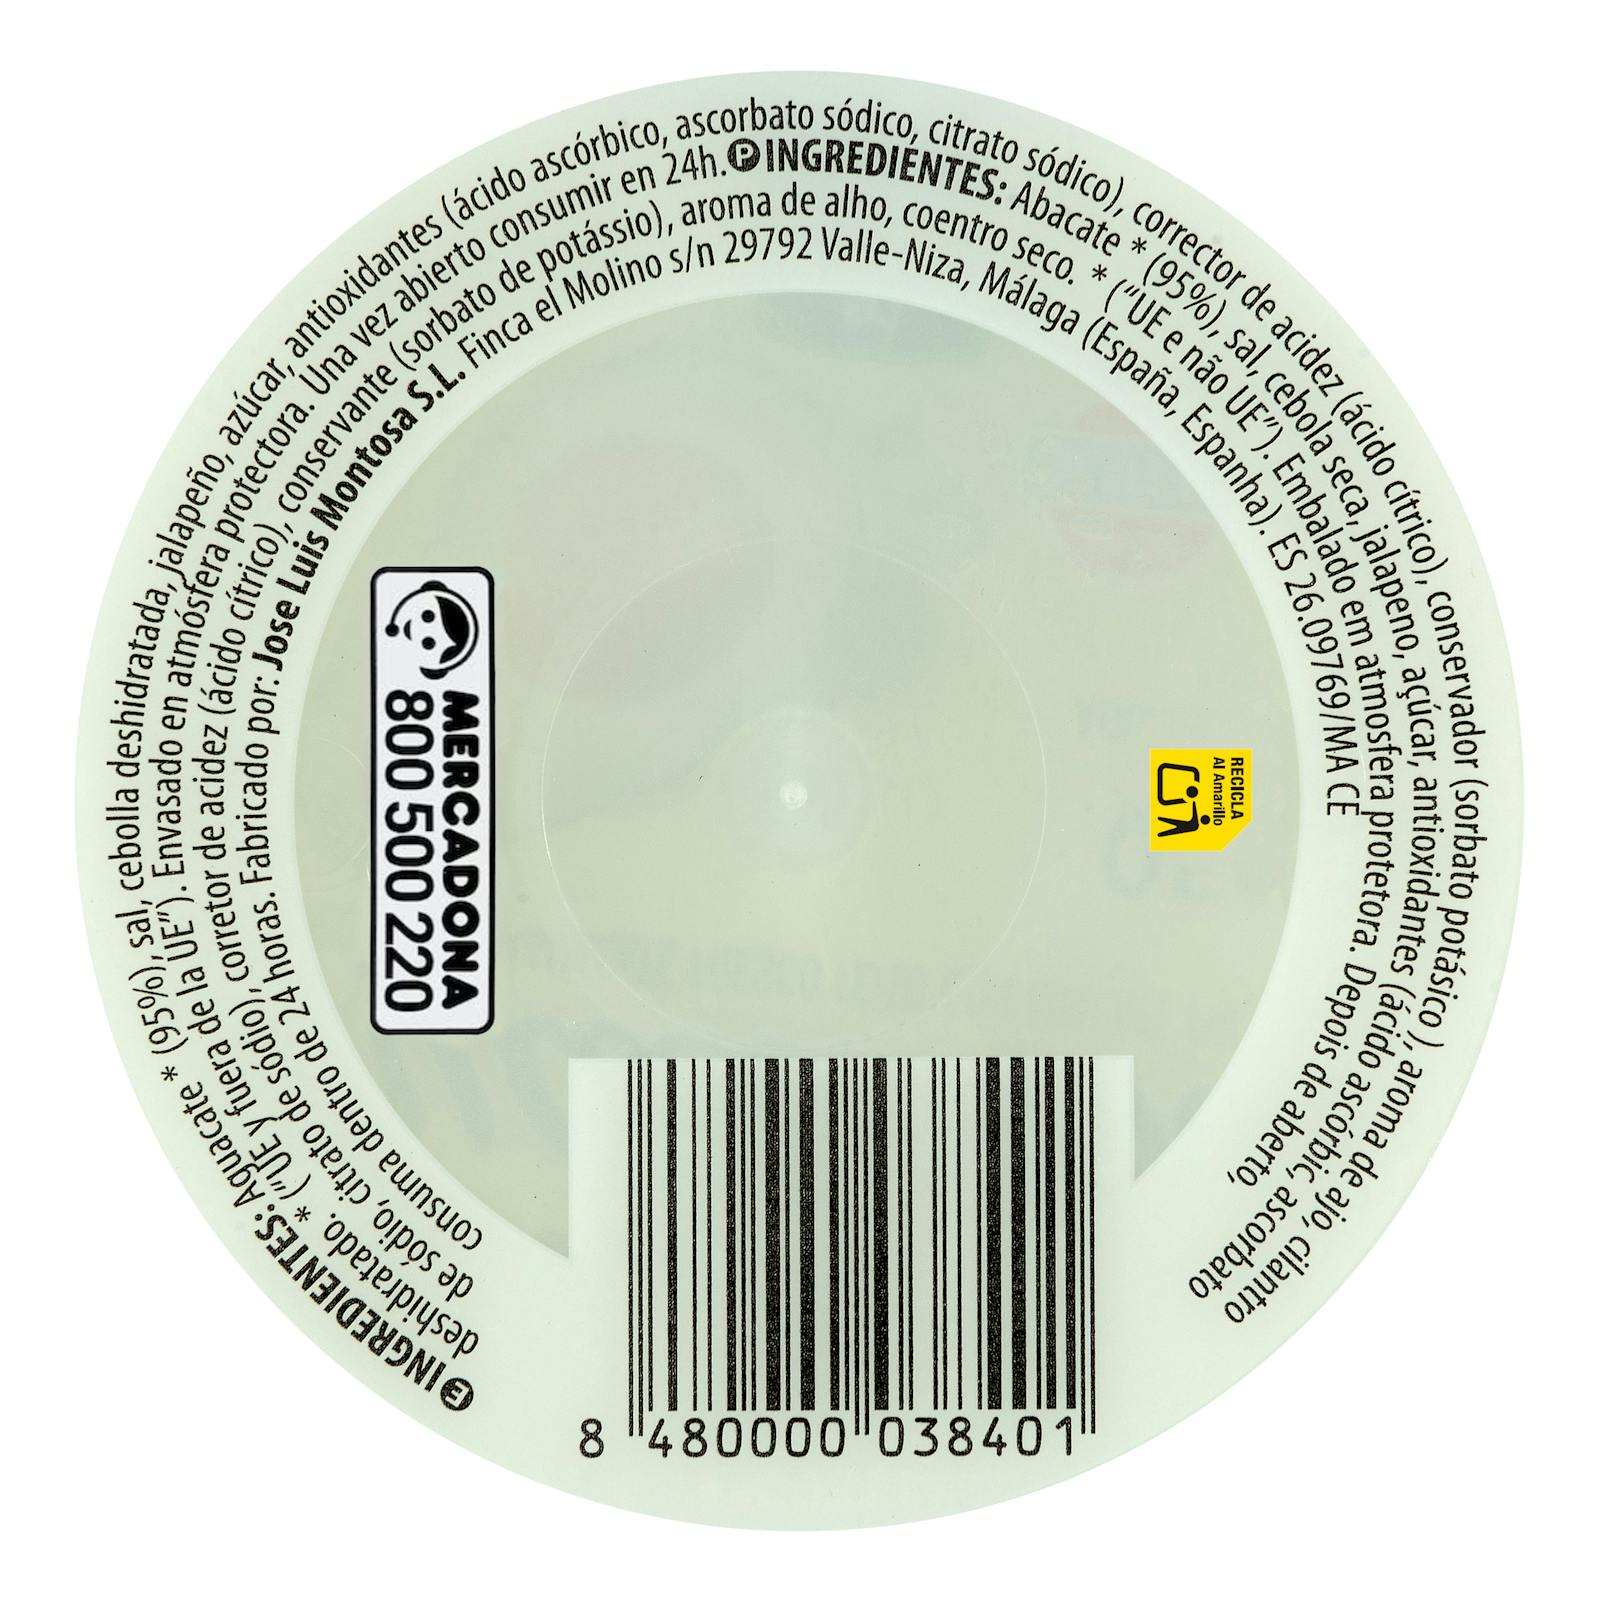 E INGREDIENTES: Aguacate * (95%), sal, cebolla deshidratada, jalapeño, azúcar, antioxidantes (ácido ascórbico, ascorbato sódico, citrato sódico), corrector de acidez (ácido cítrico), conservador (sorbato potásico ), aroma de ajo, cilantro
deshidratado. * ("UE y fuera de la UE"). Envasado en atmósfera protectora. Una vez abierto consumir en 24h. P INGREDIENTES: Abacate * (95%), sal, cebola seca, jalapeno, açúcar, antioxidantes (ácido ascórbic, ascorbato
de sódio, citrato de sódio), corretor de acidez (ácido cítrico), conservante (sorbato de potássio), aroma de alho, coentro seco. * ("UE e não UE"). Embalado em atmosfera protetora. Depois de aberto,
consuma dentro de 24 horas. Fabricado por: Jose Luis Montosa S.L. Finca el Molino s/n 29792 Valle-Niza, Málaga (España, Espanha). ES 26.09769/MA CE
MERCADONA
800 500 220
RECICLA
Al Amarillo
8 480000 038401